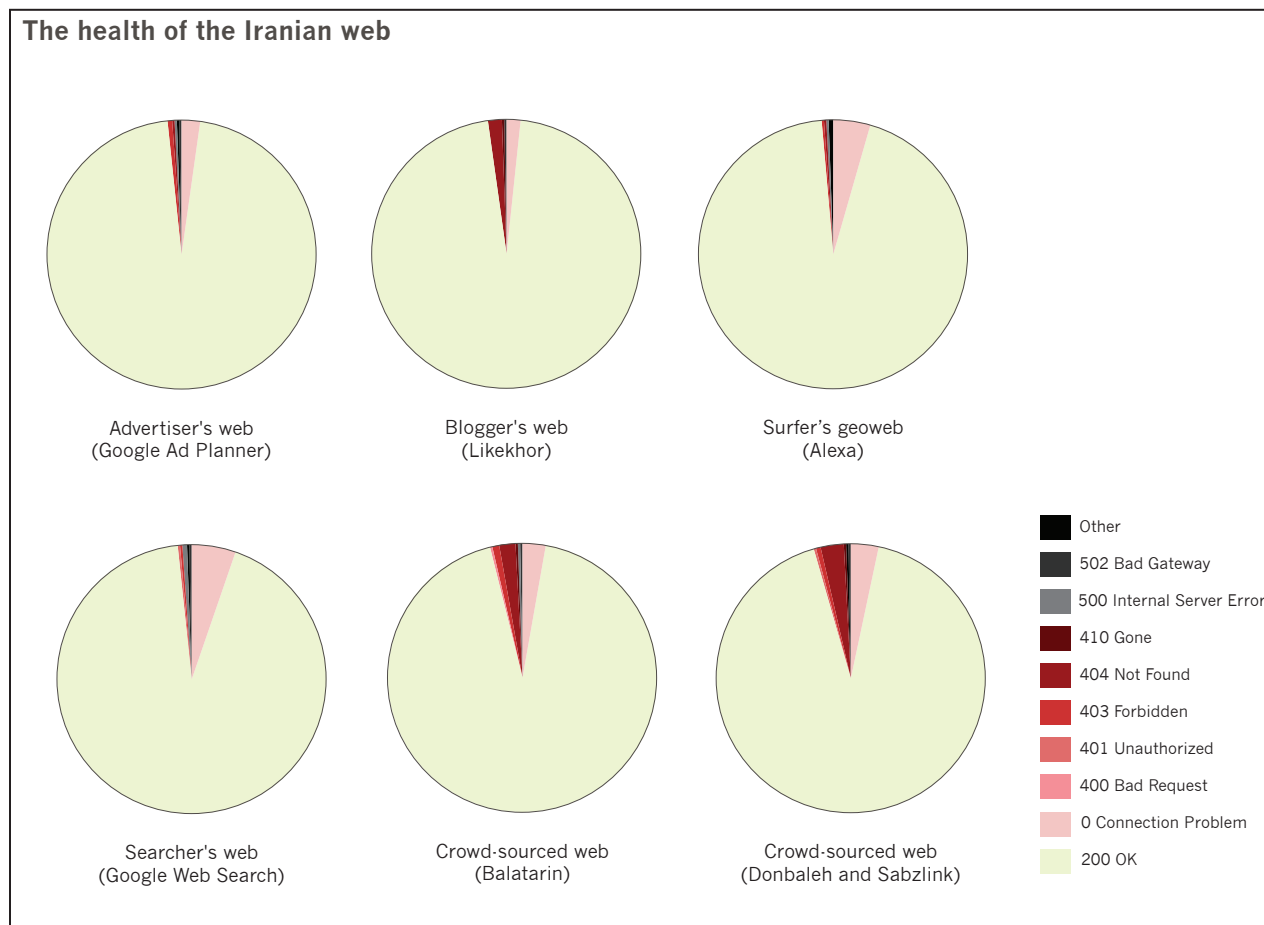 The health of the Iranian web
Advertiser's web
(Google Ad Planner)
Blogger's web
(Likekhor)
Surfer’s geoweb
(Alexa)
Searcher's web
(Google Web Search)
Crowd-sourced web
(Balatarin)
Crowd-sourced web
(Donbaleh and Sabzlink)
Other
502 Bad Gateway
500 Internal Server Error
410 Gone
404 Not Found
403 Forbidden
401 Unauthorized
400 Bad Request
0 Connection Problem
200 OK